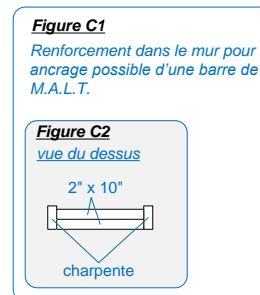 Figure C1
Renforcement dans le mur pour
ancrage possible d'une barre de
M.A.L.T.
Figure C2
vue du dessus
2" x 10"
charpente